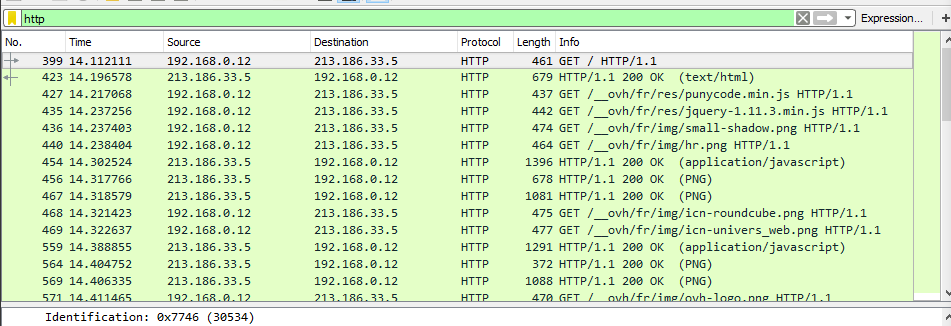 http Expression... +
No. Time Source Destination Protocol Length Info
399 14.112111 192.168.0.12 213.186.33.5 HTTP 461 GET / HTTP/1.1
423 14.196578 213.186.33.5 192.168.0.12 HTTP 679 HTTP/1.1 200 OK (text/html)
427 14.217068 192.168.0.12 213.186.33.5 HTTP 437 GET /__ovh/fr/res/punycode.min.js HTTP/1.1
435 14.237256 192.168.0.12 213.186.33.5 HTTP 442 GET /__ovh/fr/res/jquery-1.11.3.min.js HTTP/1.1
436 14.237403 192.168.0.12 213.186.33.5 HTTP 474 GET /__ovh/fr/img/small-shadow.png HTTP/1.1
440 14.238404 192.168.0.12 213.186.33.5 HTTP 464 GET /__ovh/fr/img/hr.png HTTP/1.1
454 14.302524 213.186.33.5 192.168.0.12 HTTP 1396 HTTP/1.1 200 OK (application/javascript)
456 14.317766 213.186.33.5 192.168.0.12 HTTP 678 HTTP/1.1 200 OK (PNG)
467 14.318579 213.186.33.5 192.168.0.12 HTTP 1081 HTTP/1.1 200 OK (PNG)
468 14.321423 192.168.0.12 213.186.33.5 HTTP 475 GET /__ovh/fr/img/icn-roundcube.png HTTP/1.1
469 14.322637 192.168.0.12 213.186.33.5 HTTP 477 GET /__ovh/fr/img/icn-univers_web.png HTTP/1.1
559 14.388855 213.186.33.5 192.168.0.12 HTTP 1291 HTTP/1.1 200 OK (application/javascript)
564 14.404752 213.186.33.5 192.168.0.12 HTTP 372 HTTP/1.1 200 OK (PNG)
569 14.406335 213.186.33.5 192.168.0.12 HTTP 1088 HTTP/1.1 200 OK (PNG)
571 14.411465 192.168.0.12 213.186.33.5 HTTP 470 GET /__ovh/fr/img/ovh-logo.png HTTP/1.1
Identification: 0x7746 (30534)